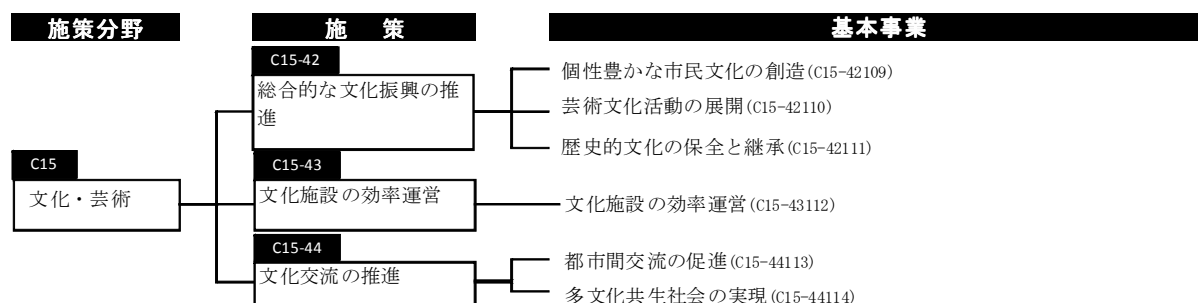 施策分野
施　策
基本事業
C15-42
総合的な文化振興の推
進
個性豊かな市民文化の創造(C15-42109)
芸術文化活動の展開(C15-42110)
歴史的文化の保全と継承(C15-42111)
C15
文化・芸術
C15-43
文化施設の効率運営
文化施設の効率運営(C15-43112)
C15-44
文化交流の推進
都市間交流の促進(C15-44113)
多文化共生社会の実現(C15-44114)